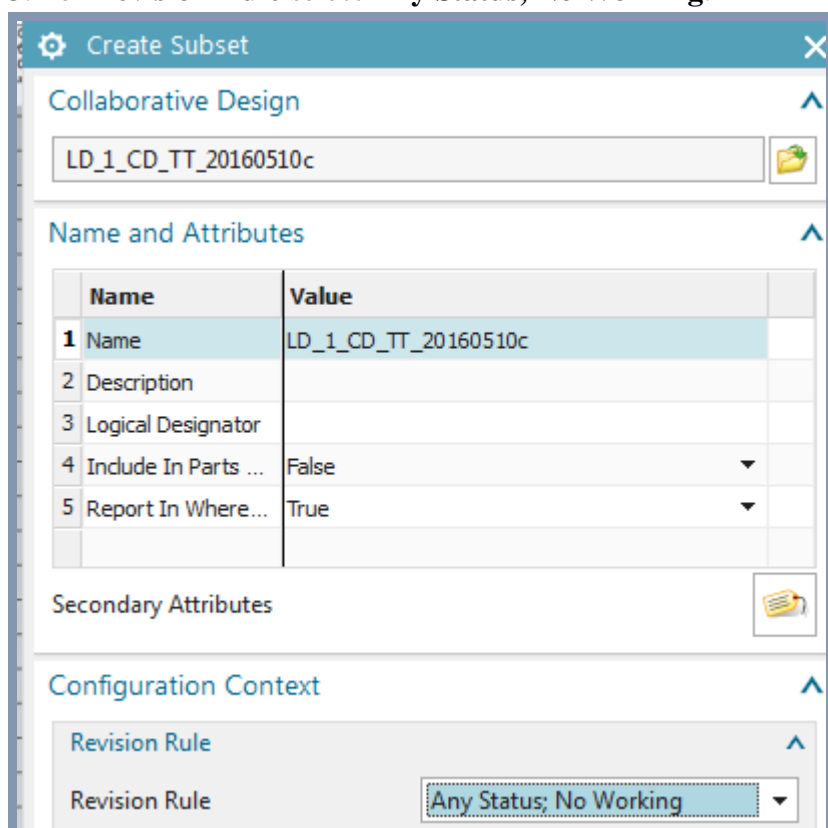 Create Subset
Collaborative Design
LD_1_CD_TT_20160510c
Name and Attributes
Name Value
1 Name LD_1_CD_TT_20160510c
2 Description
3 Logical Designator
4 Include In Parts ... False
5 Report In Where... True
Secondary Attributes
Configuration Context
Revision Rule
Revision Rule Any Status; No Working